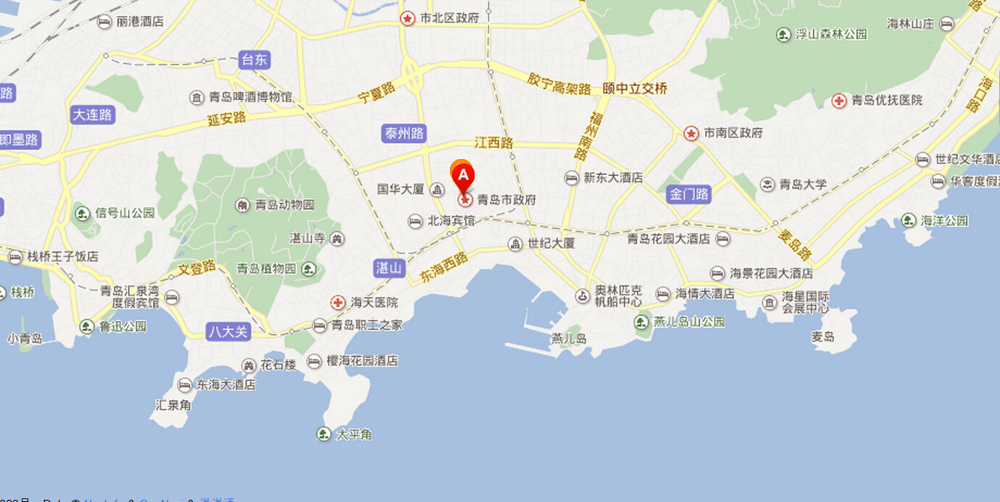 丽港酒店
市北区政府
海林山庄
浮山森林公园
路
台东
路
青岛啤酒博物馆
宁夏路
胶宁高架路
颐中立交桥
海口路
青岛优抚医院
大连路
延安路
即墨路
泰州路
江西路
福州南路
市南区政府
世纪文华酒店
国华大厦
A
青岛市政府
新东大酒店
金门路
青岛大学
华客度假
信号山公园
青岛动物园
北海宾馆
海洋公园
湛山寺
世纪大厦
青岛花园大酒店
麦岛路
栈桥王子饭店
文登路
青岛植物园
湛山
东海西路
海景花园大酒店
栈桥
青岛汇泉湾
度假宾馆
海天医院
奥林匹克
帆船中心
海情大酒店
海星国际
会展中心
鲁迅公园
八大关
青岛职工之家
燕儿岛山公园
小青岛
燕儿岛
麦岛
花石楼
樱海花园酒店
东海大酒店
汇泉角
太平角